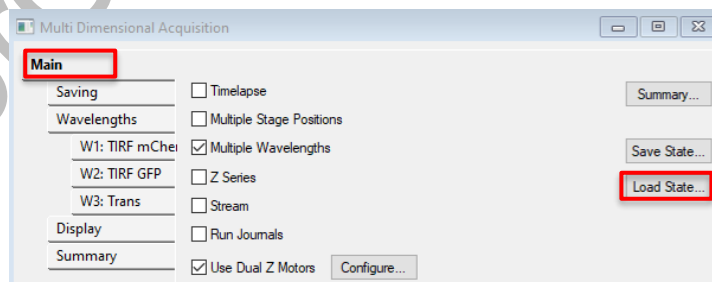 Multi Dimensional Acquisition
Main
Saving
Timelapse
Summary...
Wavelengths
Multiple Stage Positions
W1: TIRF mCher
Multiple Wavelengths
Save State...
W2: TIRF GFP
Z Series
Load State...
W3: Trans
Stream
Display
Run Journals
Summary
Use Dual Z Motors
Configure...